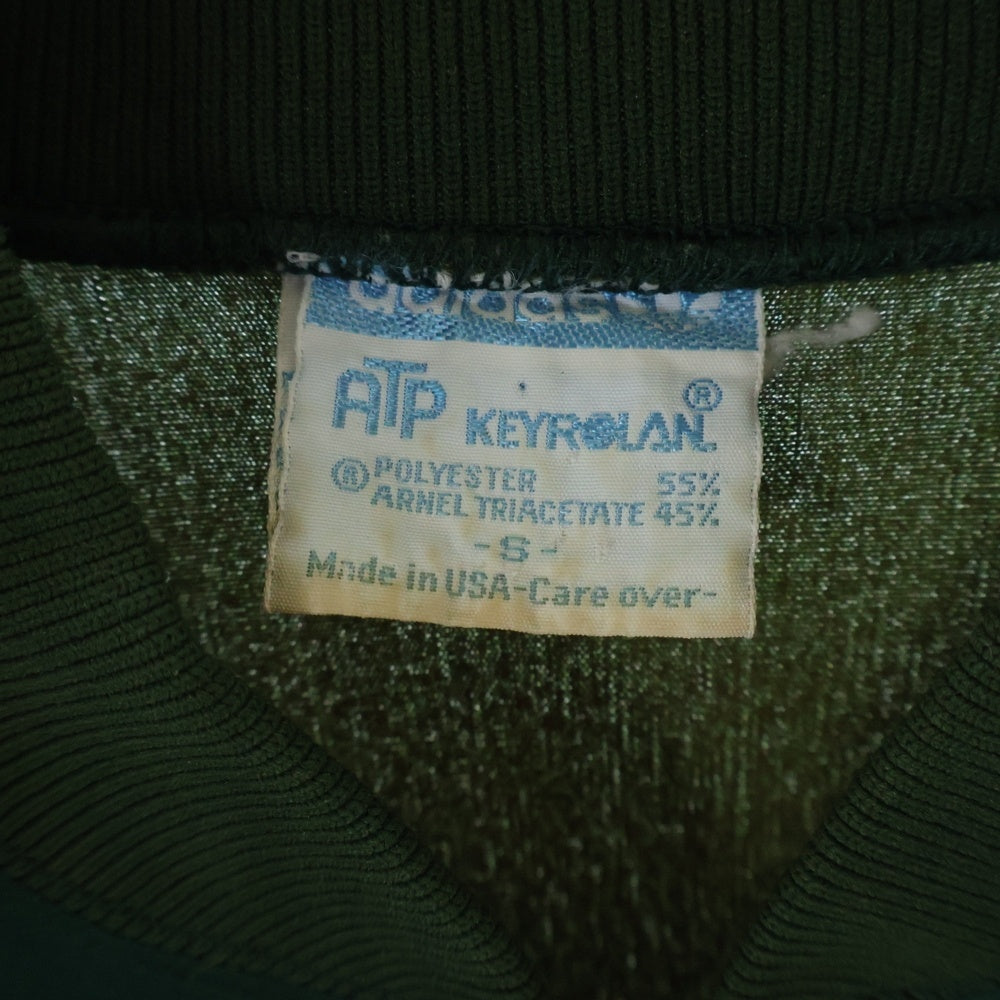 adidas
ATP KEYROLAN®
® POLYESTER 55%
ARNEL TRIACETATE 45%
-S-
Made in USA-Care over-